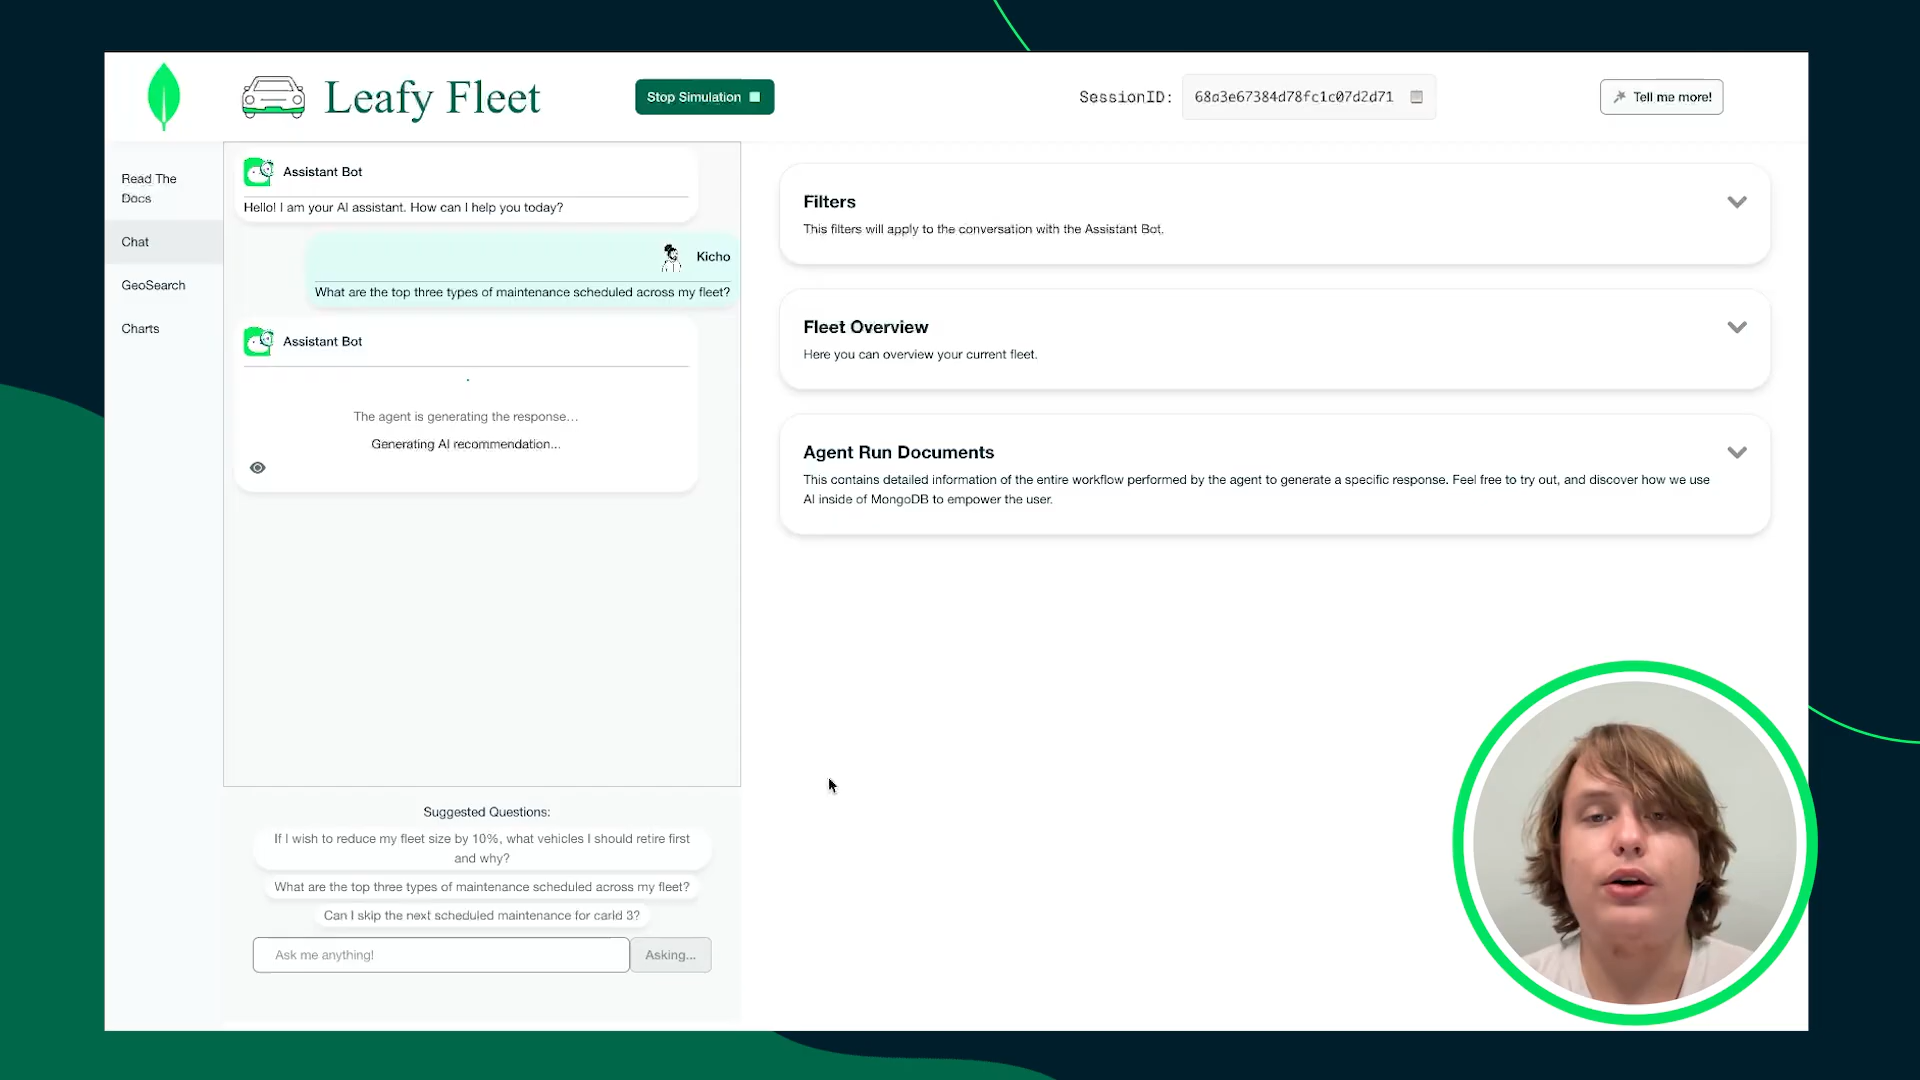 Leafy Fleet
Stop Simulation
SessionID:
68a3e67384d78fc1c07d2d71
Tell me more!
Read The
Docs
Chat
GeoSearch
Charts
Assistant Bot
Hello! I am your AI assistant. How can I help you today?
Kicho
What are the top three types of maintenance scheduled across my fleet?
Assistant Bot
The agent is generating the response...
Generating AI recommendation...
Suggested Questions:
If I wish to reduce my fleet size by 10%, what vehicles I should retire first
and why?
What are the top three types of maintenance scheduled across my fleet?
Can I skip the next scheduled maintenance for carId 3?
Ask me anything!
Asking...
Filters
This filters will apply to the conversation with the Assistant Bot.
Fleet Overview
Here you can overview your current fleet.
Agent Run Documents
This contains detailed information of the entire workflow performed by the agent to generate a specific response. Feel free to try out, and discover how we use
AI inside of MongoDB to empower the user.